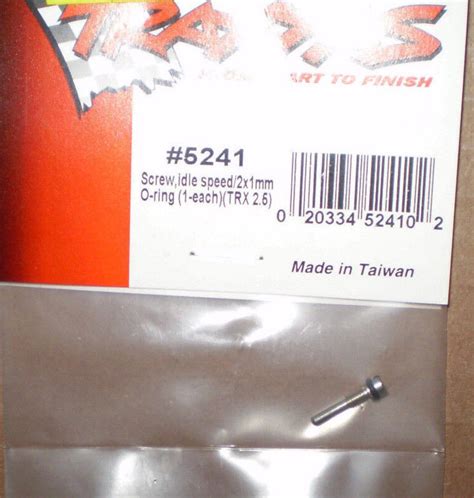 TRAXXAS
ART TO FINISH
#5241
Screw,idle speed/2x1mm
O-ring (1-each)(TRX 2.5)
0 20334 52410 2
Made in Taiwan